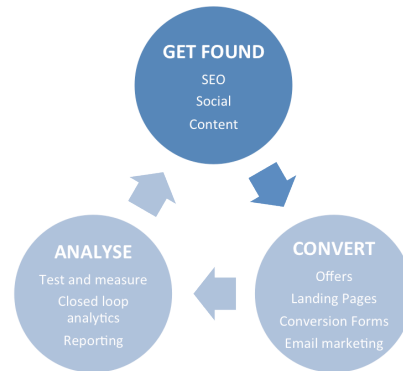 GET FOUND
SEO
Social
Content
ANALYSE
Test and measure
Closed loop
analytics
Reporting
CONVERT
Offers
Landing Pages
Conversion Forms
Email marketing